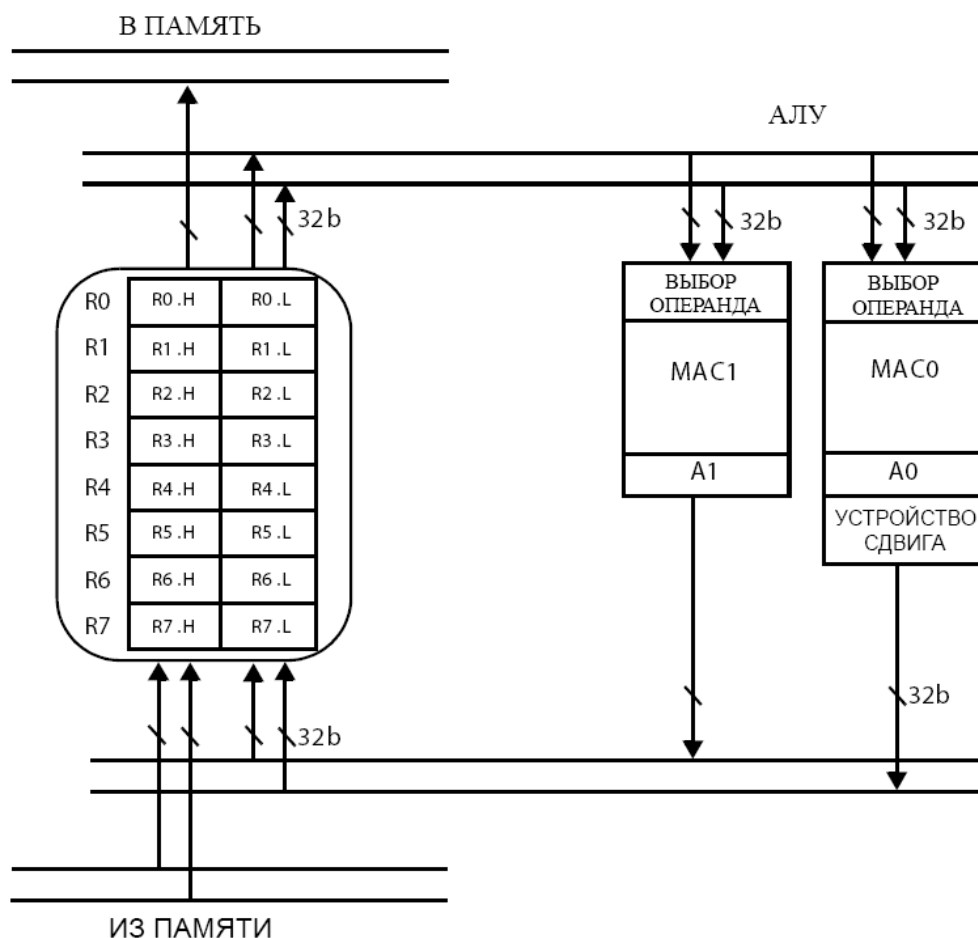 В ПАМЯТЬ
АЛУ
32b
32b
32b
R0 R0.H R0.L
R1 R1.H R1.L
R2 R2.H R2.L
R3 R3.H R3.L
R4 R4.H R4.L
R5 R5.H R5.L
R6 R6.H R6.L
R7 R7.H R7.L
ВЫБОР
ОПЕРАНДА
MAC1
A1
ВЫБОР
ОПЕРАНДА
MAC0
A0
УСТРОЙСТВО
СДВИГА
32b
32b
ИЗ ПАМЯТИ